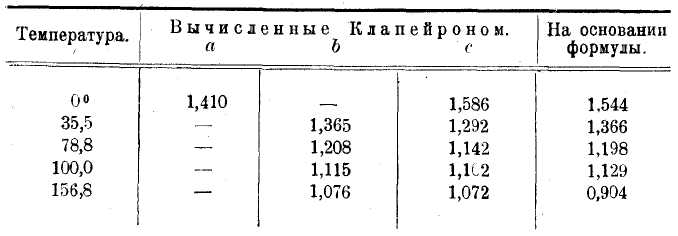 Температура. Вычисленные Клапейроном. На основании формулы.
a b c
0° 1,410 — 1,586 1.544
35,5 — 1,365 1,292 1,366
78,8 — 1,208 1,142 1,198
100,0 — 1,115 1,102 1,129
156,8 — 1,076 1,072 0,904